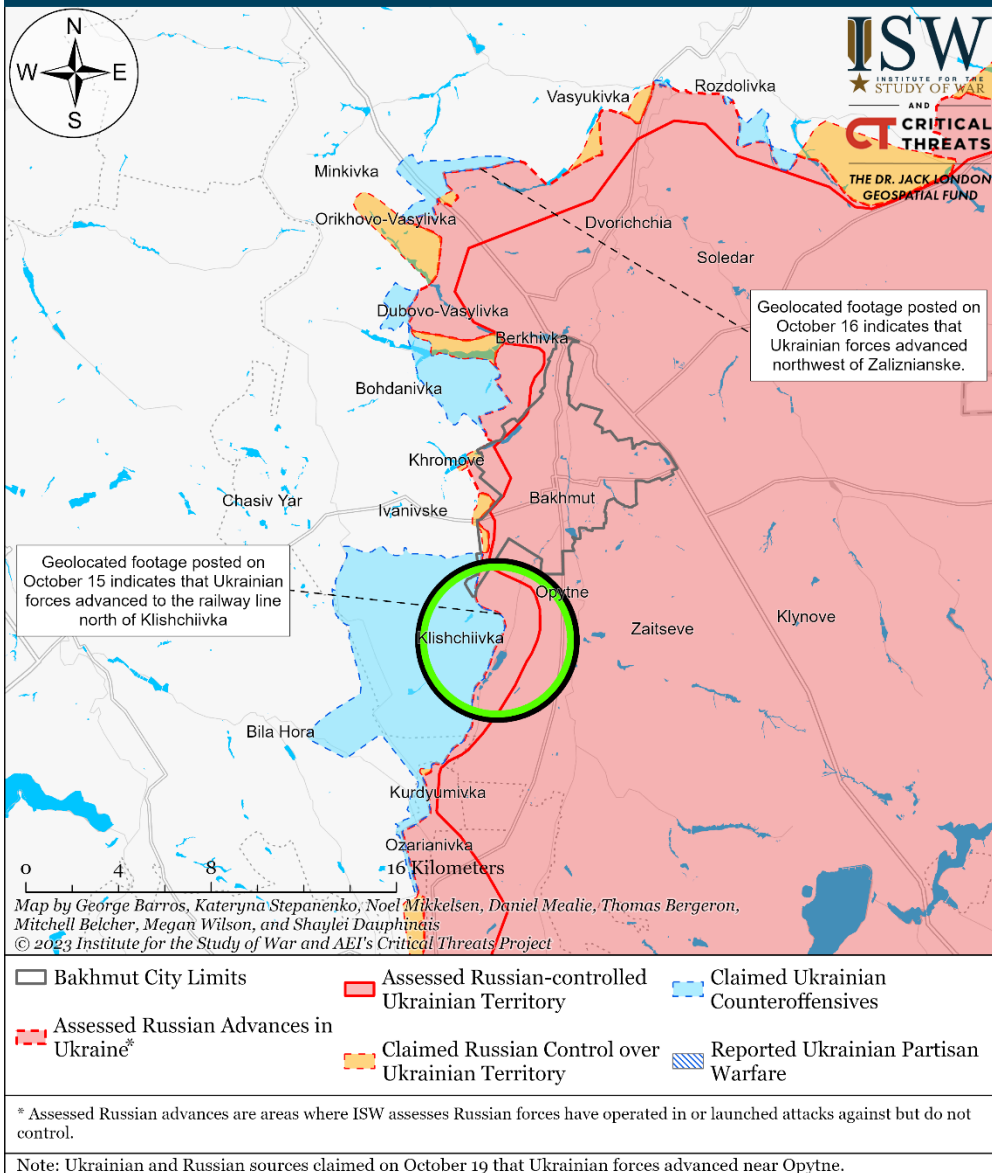 N
W
E
S
ISW
INSTITUTE FOR THE
STUDY OF WAR
AND
CT CRITICAL
THREATS
THE DR. JACK LONDON
GEOSPATIAL FUND
Vasyukivka
Rozdolivka
Minkivka
Orikhovo-Vasylivka
Dvorichchia
Soledar
Dubovo-Vasylivka
Berkhivka
Geolocated footage posted on
October 16 indicates that
Ukrainian forces advanced
northwest of Zaliznianske.
Bohdanivka
Khromove
Chasiv Yar
Ivanivske
Bakhmut
Geolocated footage posted on
October 15 indicates that Ukrainian
forces advanced to the railway line
north of Klishchiivka
Opytne
Klishchiivka
Zaitseve
Klynove
Bila Hora
Kurdyumivka
Ozarianivka
0 4 8 16 Kilometers
Map by George Barros, Kateryna Stepanenko, Noel Mikkelsen, Daniel Mealie, Thomas Bergeron,
Mitchell Belcher, Megan Wilson, and Shaylei Dauphinais
© 2023 Institute for the Study of War and AEI's Critical Threats Project
Bakhmut City Limits
Assessed Russian Advances in
Ukraine*
Assessed Russian-controlled
Ukrainian Territory
Claimed Russian Control over
Ukrainian Territory
Claimed Ukrainian
Counteroffensives
Reported Ukrainian Partisan
Warfare
* Assessed Russian advances are areas where ISW assesses Russian forces have operated in or launched attacks against but do not
control.
Note: Ukrainian and Russian sources claimed on October 19 that Ukrainian forces advanced near Opytne.